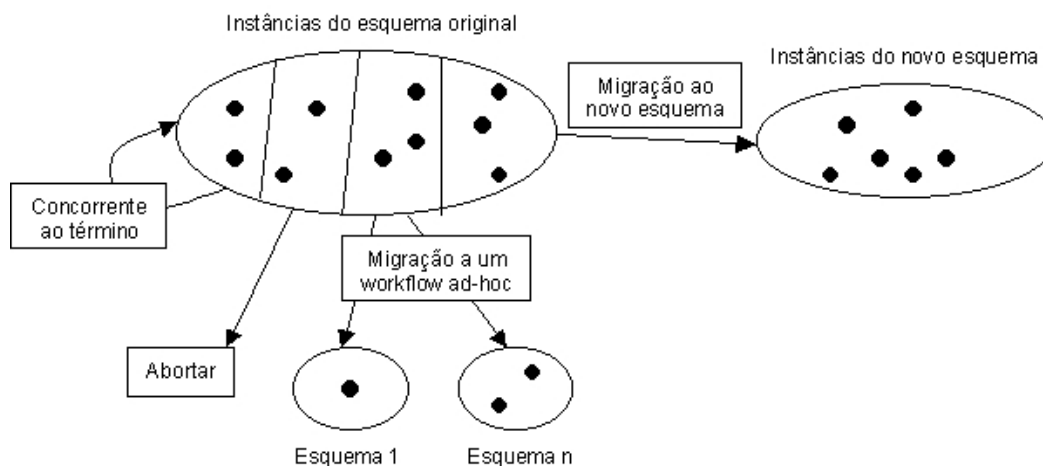 Instâncias do esquema original
Instâncias do novo esquema
Migração ao
novo esquema
Concorrente
ao término
Migração a um
workflow ad-hoc
Abortar
Esquema 1
Esquema n